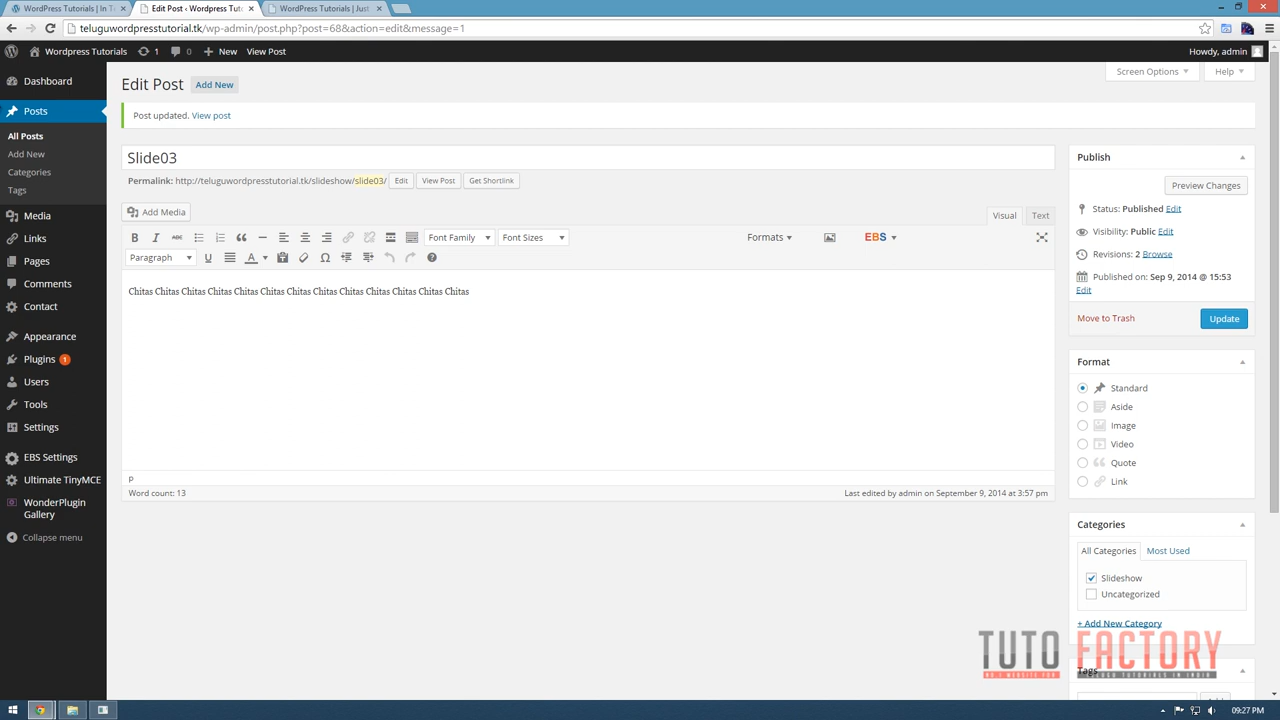 WordPress Tutorials | In T
Edit Post ‹ Wordpress Tuto
WordPress Tutorials | Just
teluguwordpresstutorial.tk/wp-admin/post.php?post=68&action=edit&message=1
Wordpress Tutorials 1 0 New View Post Howdy, admin
Screen Options Help
Edit Post Add New
Post updated. View post
Slide03
Permalink: http://teluguwordpresstutorial.tk/slideshow/slide03/ Edit View Post Get Shortlink
Add Media Visual Text
B I ABC Font Family Font Sizes Formats EBS
Paragraph U A Ω
Chitas Chitas Chitas Chitas Chitas Chitas Chitas Chitas Chitas Chitas Chitas Chitas Chitas
p
Word count: 13 Last edited by admin on September 9, 2014 at 3:57 pm
Dashboard
Posts
All Posts
Add New
Categories
Tags
Media
Links
Pages
Comments
Contact
Appearance
Plugins 1
Users
Tools
Settings
EBS Settings
Ultimate TinyMCE
WonderPlugin
Gallery
Collapse menu
Publish
Preview Changes
Status: Published Edit
Visibility: Public Edit
Revisions: 2 Browse
Published on: Sep 9, 2014 @ 15:53
Edit
Move to Trash Update
Format
Standard
Aside
Image
Video
Quote
Link
Categories
All Categories Most Used
Slideshow
Uncategorized
+ Add New Category
TUTO FACTORY
Tags
09:27 PM